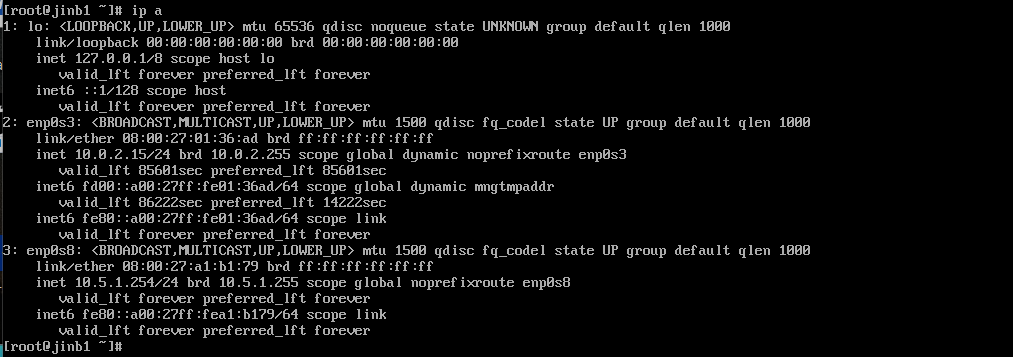 [root@jinb1 ~]# ip a
1: lo: <LOOPBACK,UP,LOWER_UP> mtu 65536 qdisc noqueue state UNKNOWN group default qlen 1000
    link/loopback 00:00:00:00:00:00 brd 00:00:00:00:00:00
    inet 127.0.0.1/8 scope host lo
       valid_lft forever preferred_lft forever
    inet6 ::1/128 scope host
       valid_lft forever preferred_lft forever
2: enp0s3: <BROADCAST,MULTICAST,UP,LOWER_UP> mtu 1500 qdisc fq_codel state UP group default qlen 1000
    link/ether 08:00:27:01:36:ad brd ff:ff:ff:ff:ff:ff
    inet 10.0.2.15/24 brd 10.0.2.255 scope global dynamic noprefixroute enp0s3
       valid_lft 85601sec preferred_lft 85601sec
    inet6 fd00::a00:27ff:fe01:36ad/64 scope global dynamic mngtmpaddr
       valid_lft 86222sec preferred_lft 14222sec
    inet6 fe80::a00:27ff:fe01:36ad/64 scope link
       valid_lft forever preferred_lft forever
3: enp0s8: <BROADCAST,MULTICAST,UP,LOWER_UP> mtu 1500 qdisc fq_codel state UP group default qlen 1000
    link/ether 08:00:27:a1:b1:79 brd ff:ff:ff:ff:ff:ff
    inet 10.5.1.254/24 brd 10.5.1.255 scope global noprefixroute enp0s8
       valid_lft forever preferred_lft forever
    inet6 fe80::a00:27ff:fea1:b179/64 scope link
       valid_lft forever preferred_lft forever
[root@jinb1 ~]#